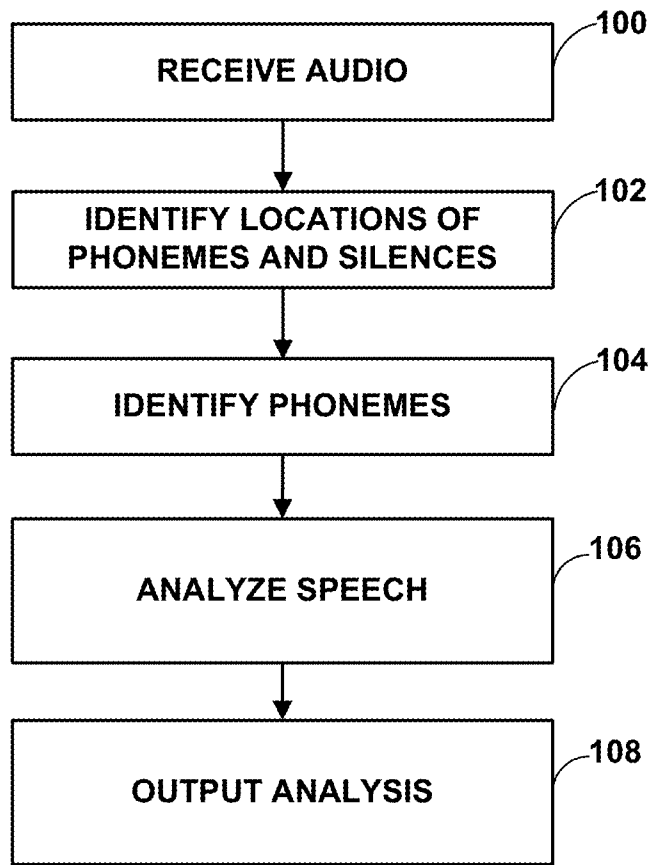 100
RECEIVE AUDIO
102
IDENTIFY LOCATIONS OF
PHONEMES AND SILENCES
104
IDENTIFY PHONEMES
106
ANALYZE SPEECH
108
OUTPUT ANALYSIS